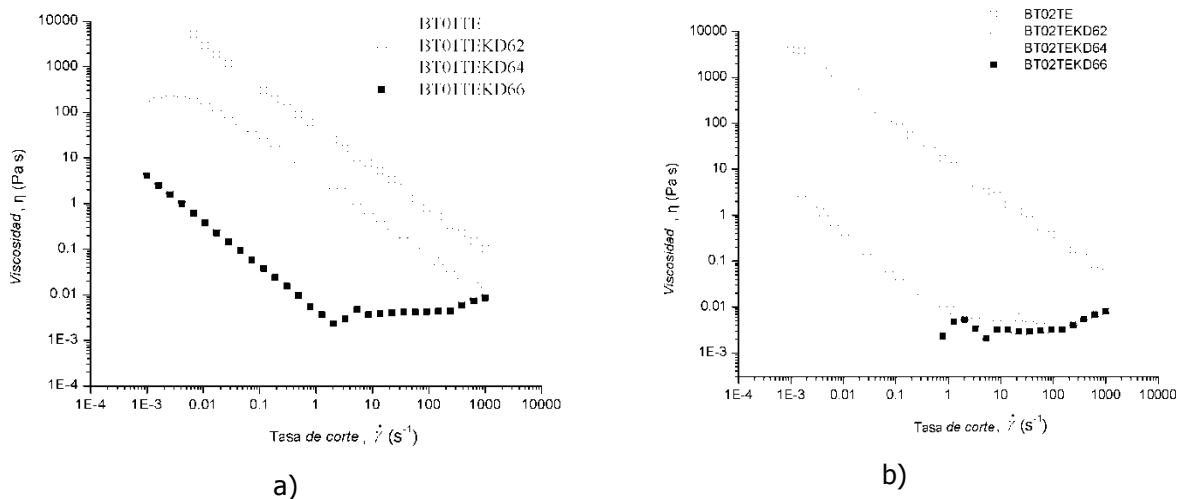 BT01TE
BT01TEKD62
BT01TEKD64
BT01TEKD66
10000
1000
100
10
1
0.1
0.01
1E-3
1E-4
Viscosidad, η (Pa s)
1E-4 1E-3 0.01 0.1 1 10 100 1000 10000
Tasa de corte, γ̇ (s⁻¹)
a)
BT02TE
BT02TEKD62
BT02TEKD64
BT02TEKD66
10000
1000
100
10
1
0.1
0.01
1E-3
Viscosidad, η (Pa s)
1E-4 1E-3 0.01 0.1 1 10 100 1000 10000
Tasa de corte, γ̇ (s⁻¹)
b)